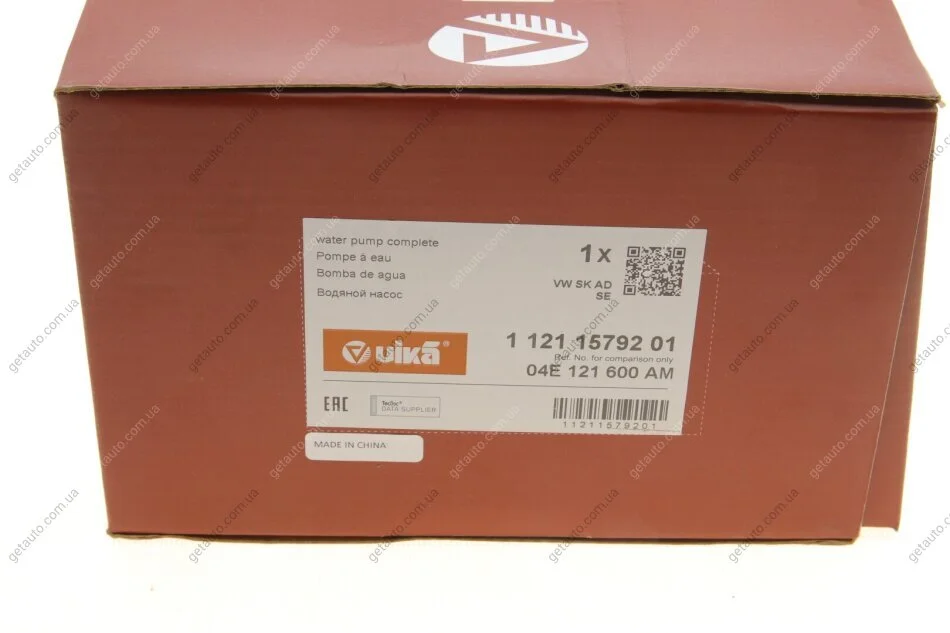 water pump complete
Pompe à eau
Bomba de agua
Водяной насос
1 x
VW SK AD
SE
vika®
1 121 15792 01
Ref. No. for comparison only
04E 121 600 AM
EAC
TecDoc®
DATA SUPPLIER
11211579201
MADE IN CHINA
getauto.com.ua